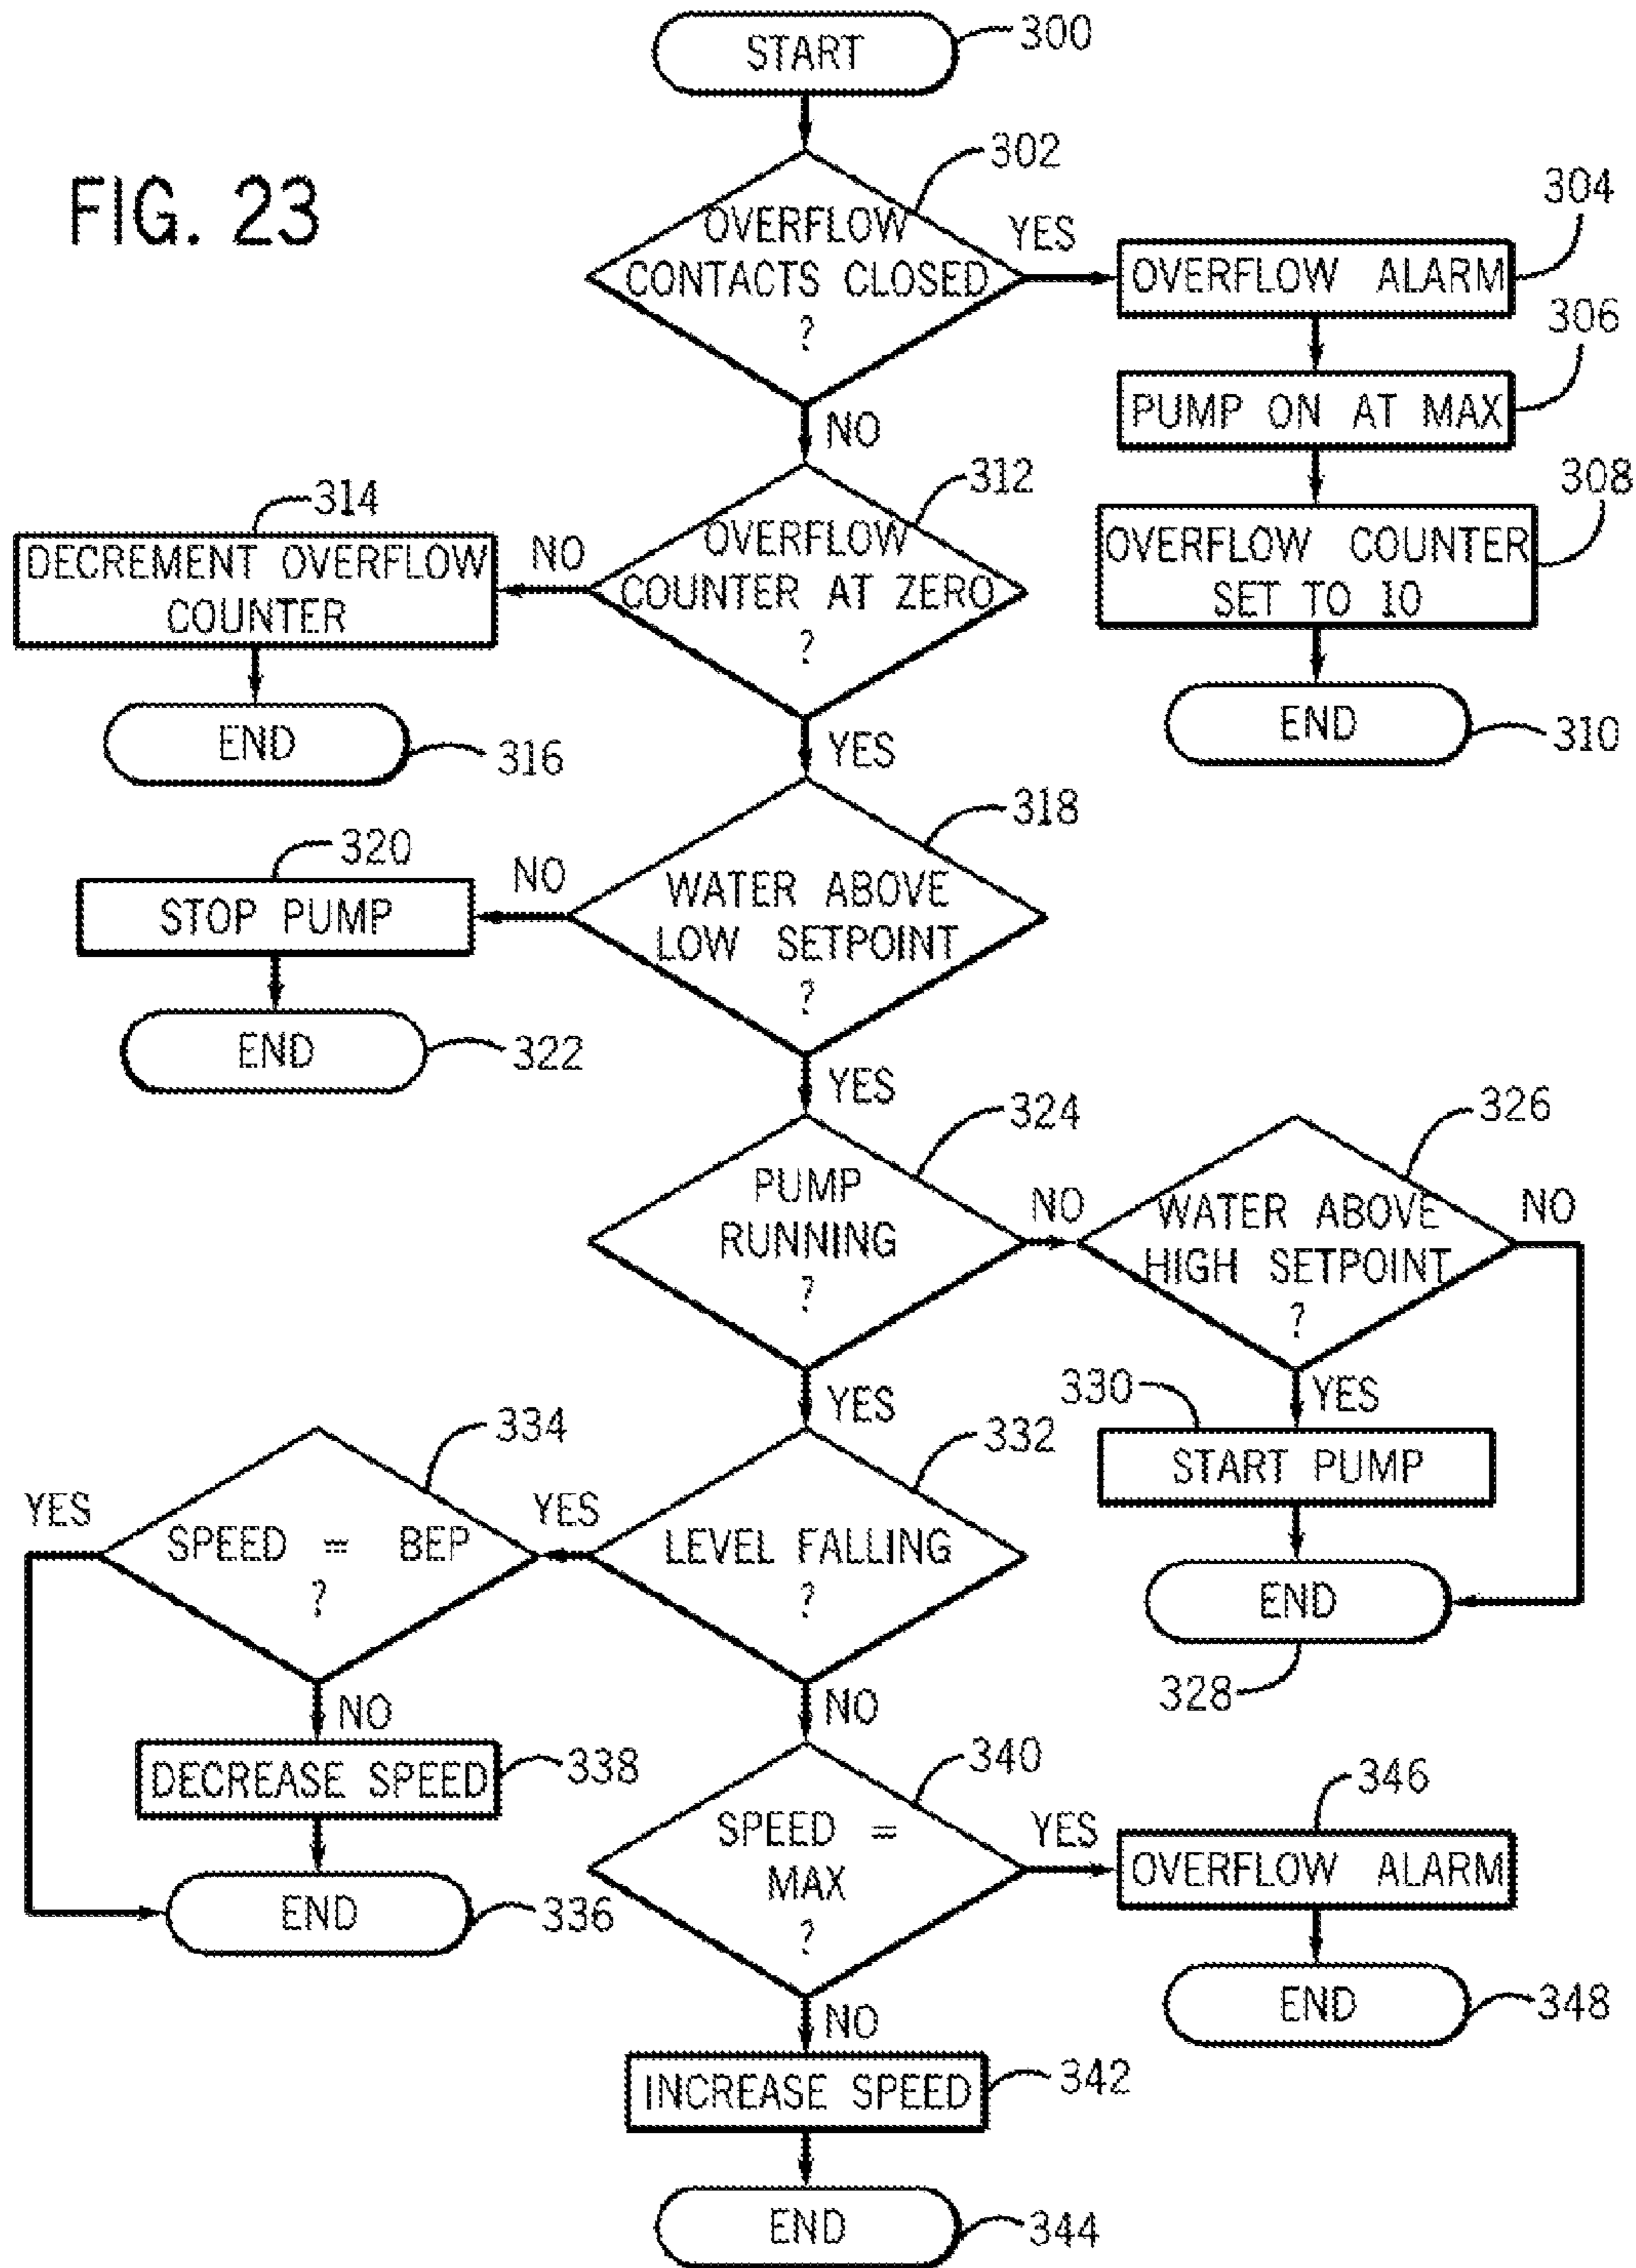 FIG. 23
START
300
OVERFLOW
CONTACTS CLOSED
?
302
YES
OVERFLOW ALARM
304
PUMP ON AT MAX
306
OVERFLOW COUNTER
SET TO 10
308
END
310
NO
OVERFLOW
COUNTER AT ZERO
?
312
NO
DECREMENT OVERFLOW
COUNTER
314
END
316
YES
WATER ABOVE
LOW SETPOINT
?
318
NO
STOP PUMP
320
END
322
YES
PUMP
RUNNING
?
324
NO
WATER ABOVE
HIGH SETPOINT
?
326
NO
YES
START PUMP
330
END
328
YES
LEVEL FALLING
?
332
YES
SPEED = BEP
?
334
YES
NO
DECREASE SPEED
338
END
336
NO
SPEED =
MAX
?
340
YES
OVERFLOW ALARM
346
END
348
NO
INCREASE SPEED
342
END
344